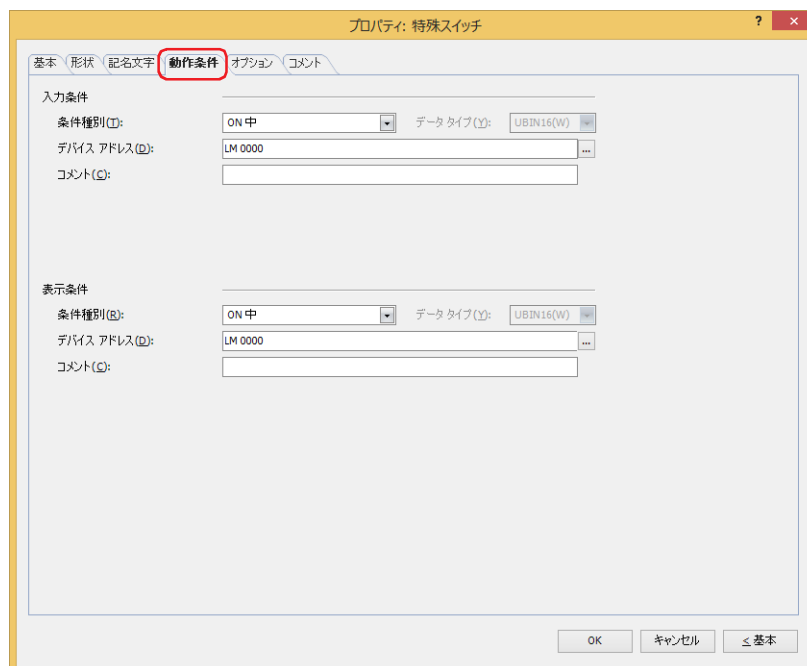 プロパティ: 特殊スイッチ ? ×
基本 形状 記名文字 動作条件 オプション コメント
入力条件
条件種別(T): ON 中 データ タイプ(Y): UBIN16(W)
デバイス アドレス(D): LM 0000 ...
コメント(C):
表示条件
条件種別(R): ON 中 データ タイプ(Y): UBIN16(W)
デバイス アドレス(D): LM 0000 ...
コメント(C):
OK キャンセル < 基本